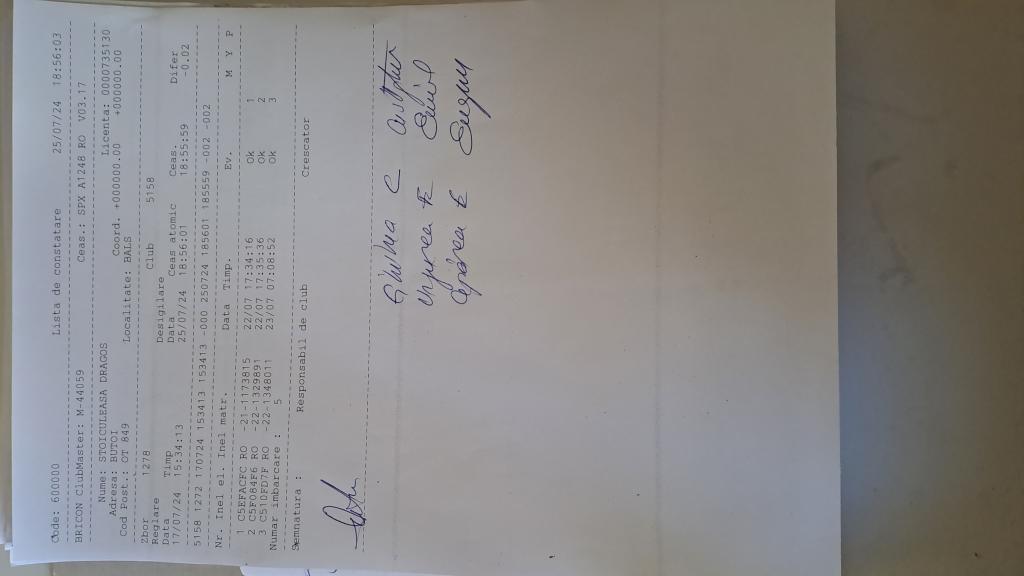 Code: 600000 Lista de constatare 25/07/24 18:56:03
BRICON ClubMaster: M-44059 Ceas.: SPX A1248 RO V03.17
Nume: STOICULEASA DRAGOS Licenta: 0000735130
Adresa: BUTOI Coord. +000000.00 +000000.00
Cod Post.: OT 849 Localitate: BALS
Zbor 1278 Club 5158
Reglare Desigilare
Data Timp Data Ceas atomic Ceas. Difer
17/07/24 15:34:13 25/07/24 18:56:01 18:55:59 -0.02
5158 1272 170724 153413 153413 -000 250724 185601 185559 -002 -002
Nr. Inel el. Inel matr. Data Timp. Ev. M Y P
1 C5EFACFC RO -21-1173815 22/07 17:34:16 Ok 1
2 C5F084F6 RO -22-1329891 22/07 17:35:36 Ok 2
3 C510FD7F RO -22-1348011 23/07 07:08:52 Ok 3
Numar imbarcare : 5
Semnatura : Responsabil de club Crescator